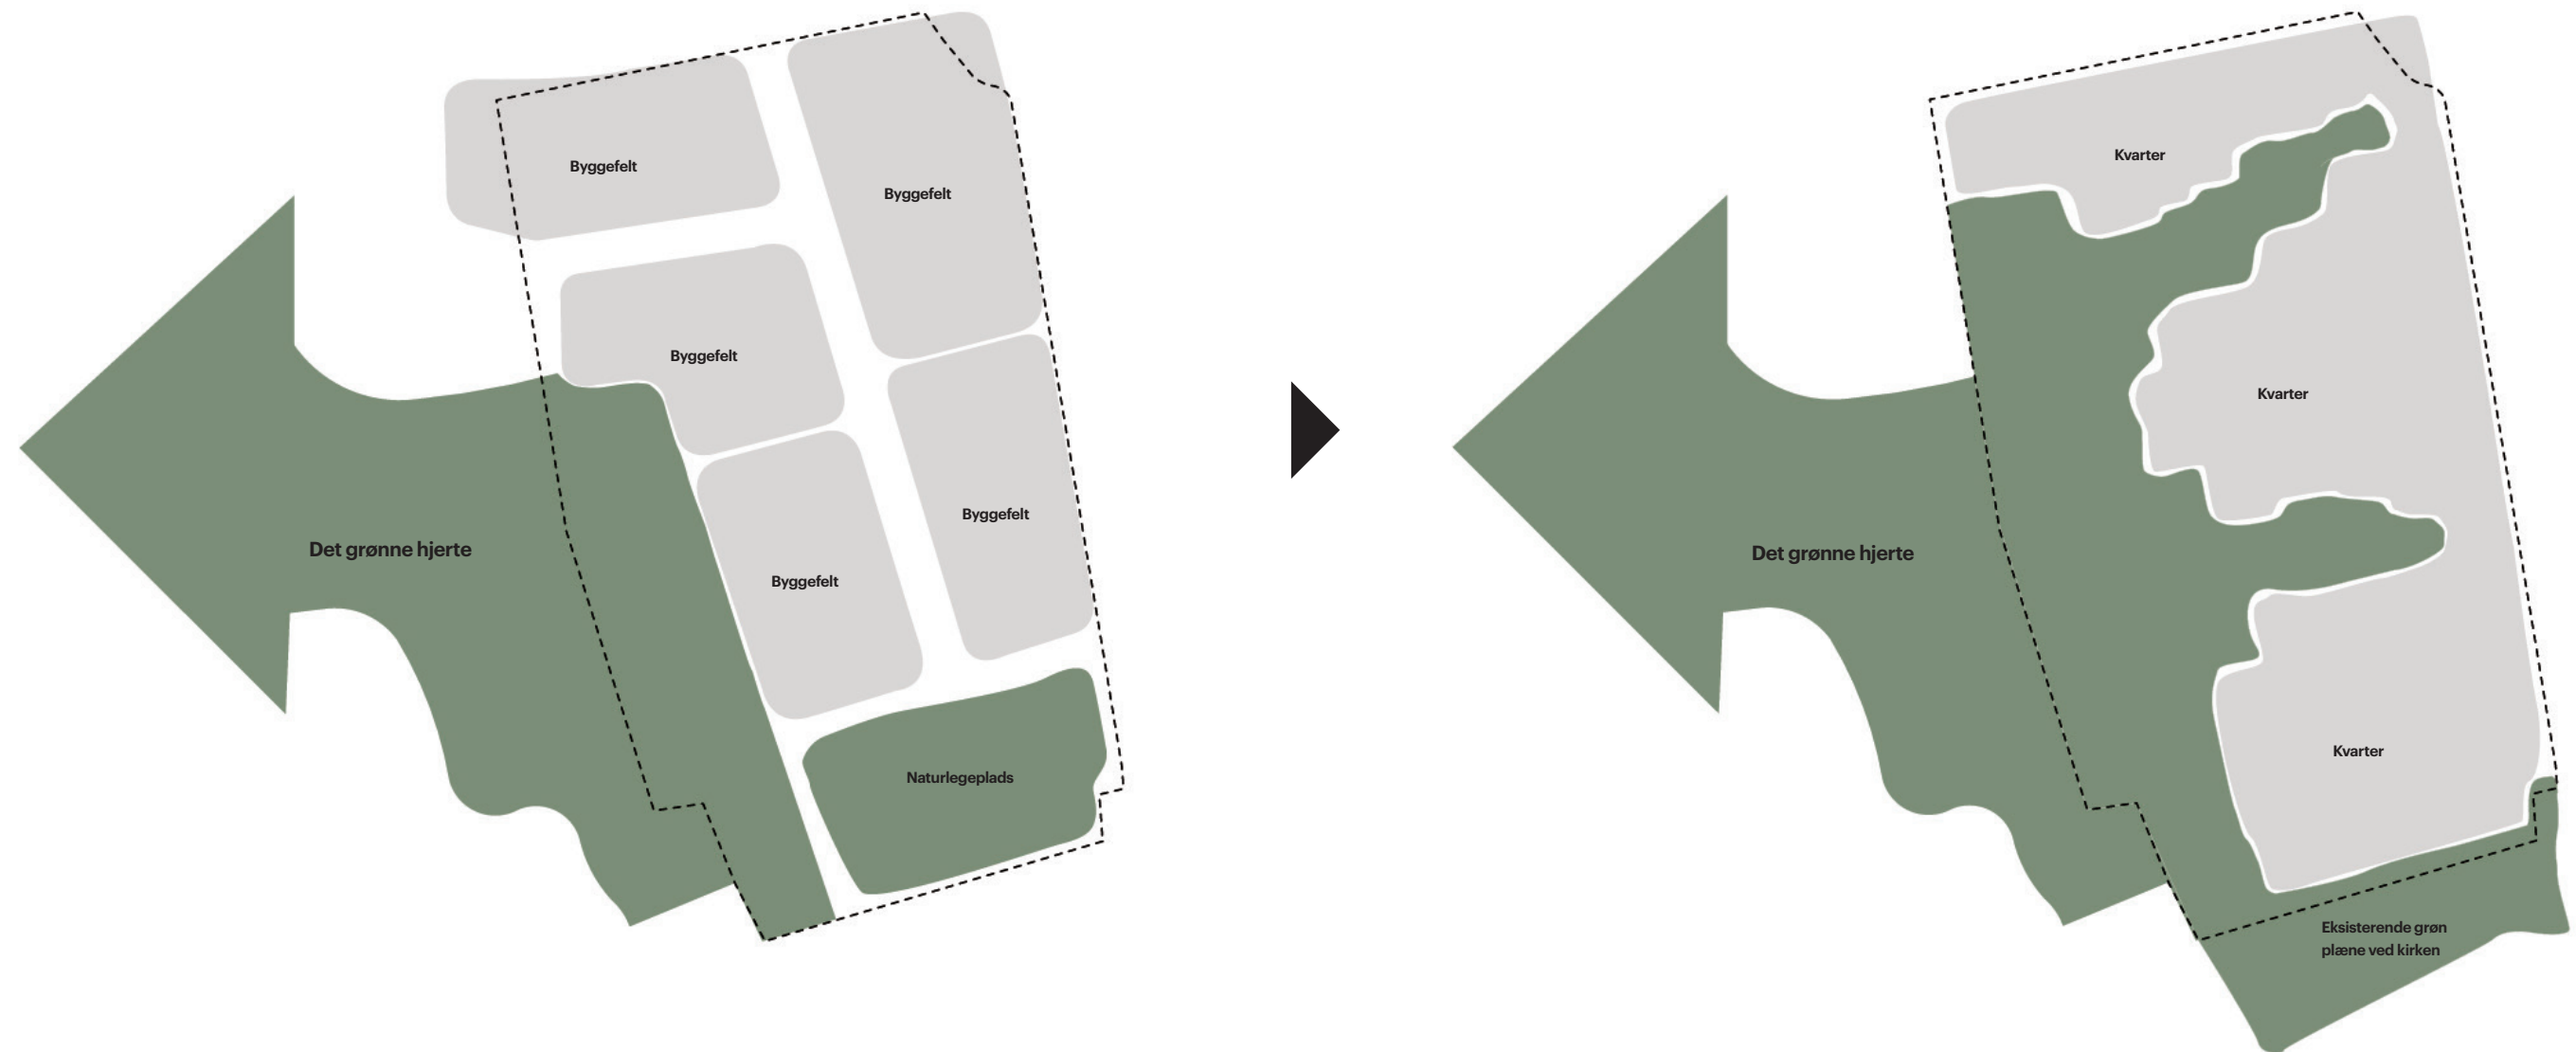 Byggefelt
Byggefelt
Byggefelt
Byggefelt
Det grønne hjerte
Byggefelt
Naturlegeplads
Kvarter
Kvarter
Det grønne hjerte
Kvarter
Eksisterende grøn
plæne ved kirken